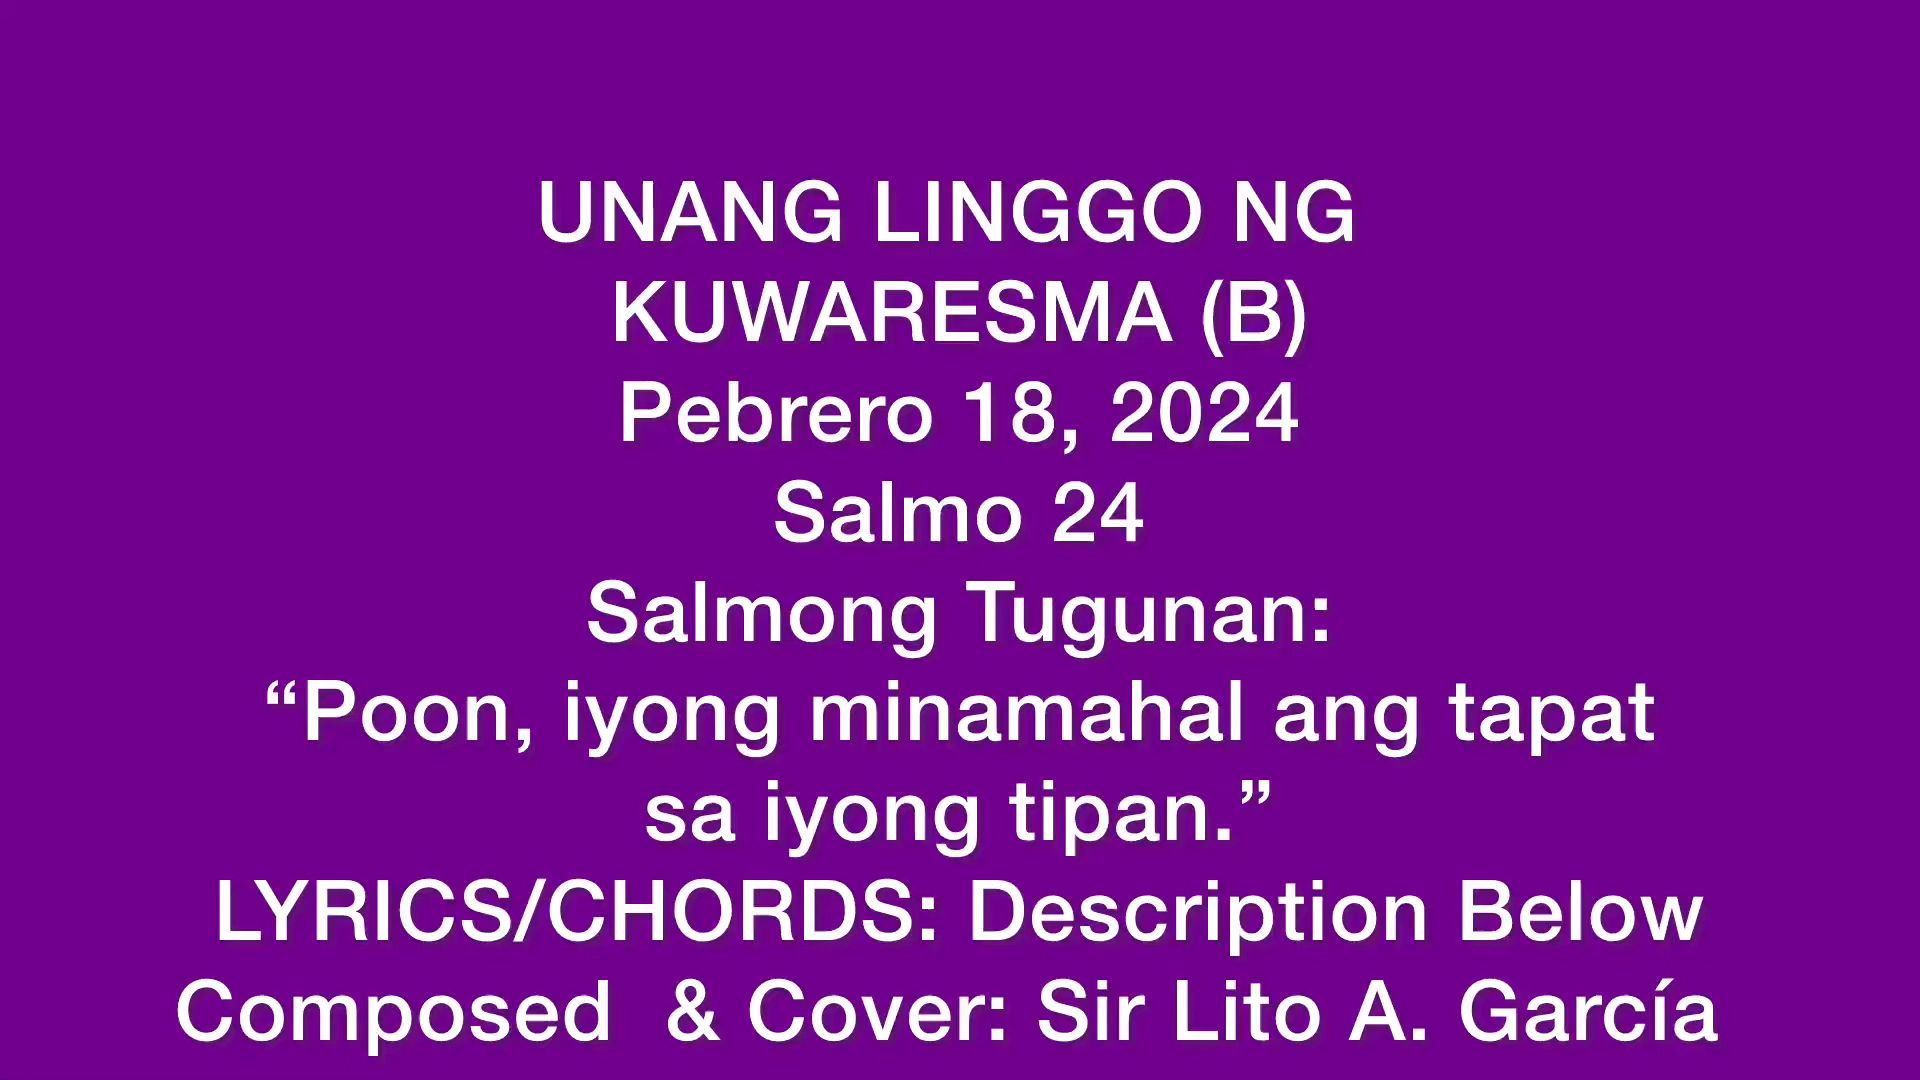 UNANG LINGGO NG
KUWARESMA (B)
Pebrero 18, 2024
Salmo 24
Salmong Tugunan:
“Poon, iyong minamahal ang tapat
sa iyong tipan.”
LYRICS/CHORDS: Description Below
Composed  & Cover: Sir Lito A. García